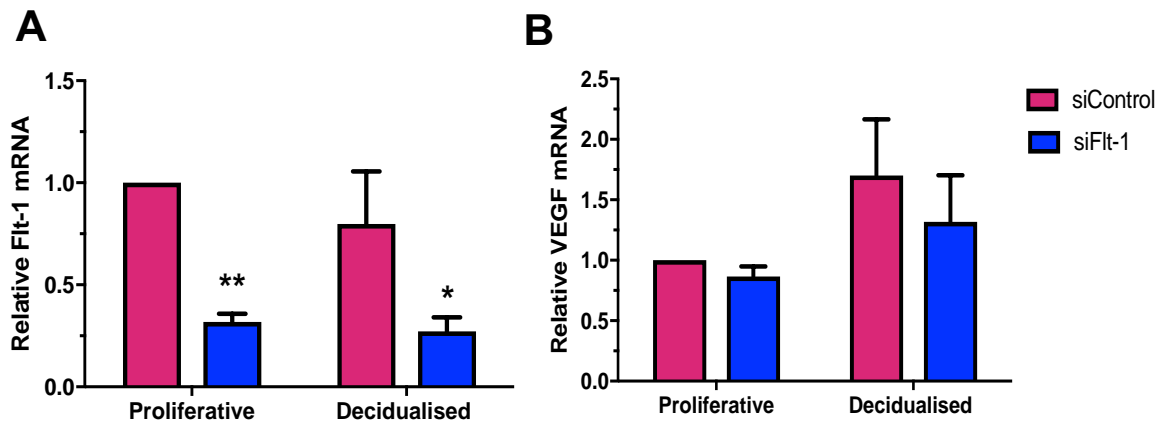 A
Relative Flt-1 mRNA
1.5
1.0
0.5
0.0
**
*
Proliferative Decidualised
B
Relative VEGF mRNA
2.5
2.0
1.5
1.0
0.5
0.0
Proliferative Decidualised
siControl
siFlt-1